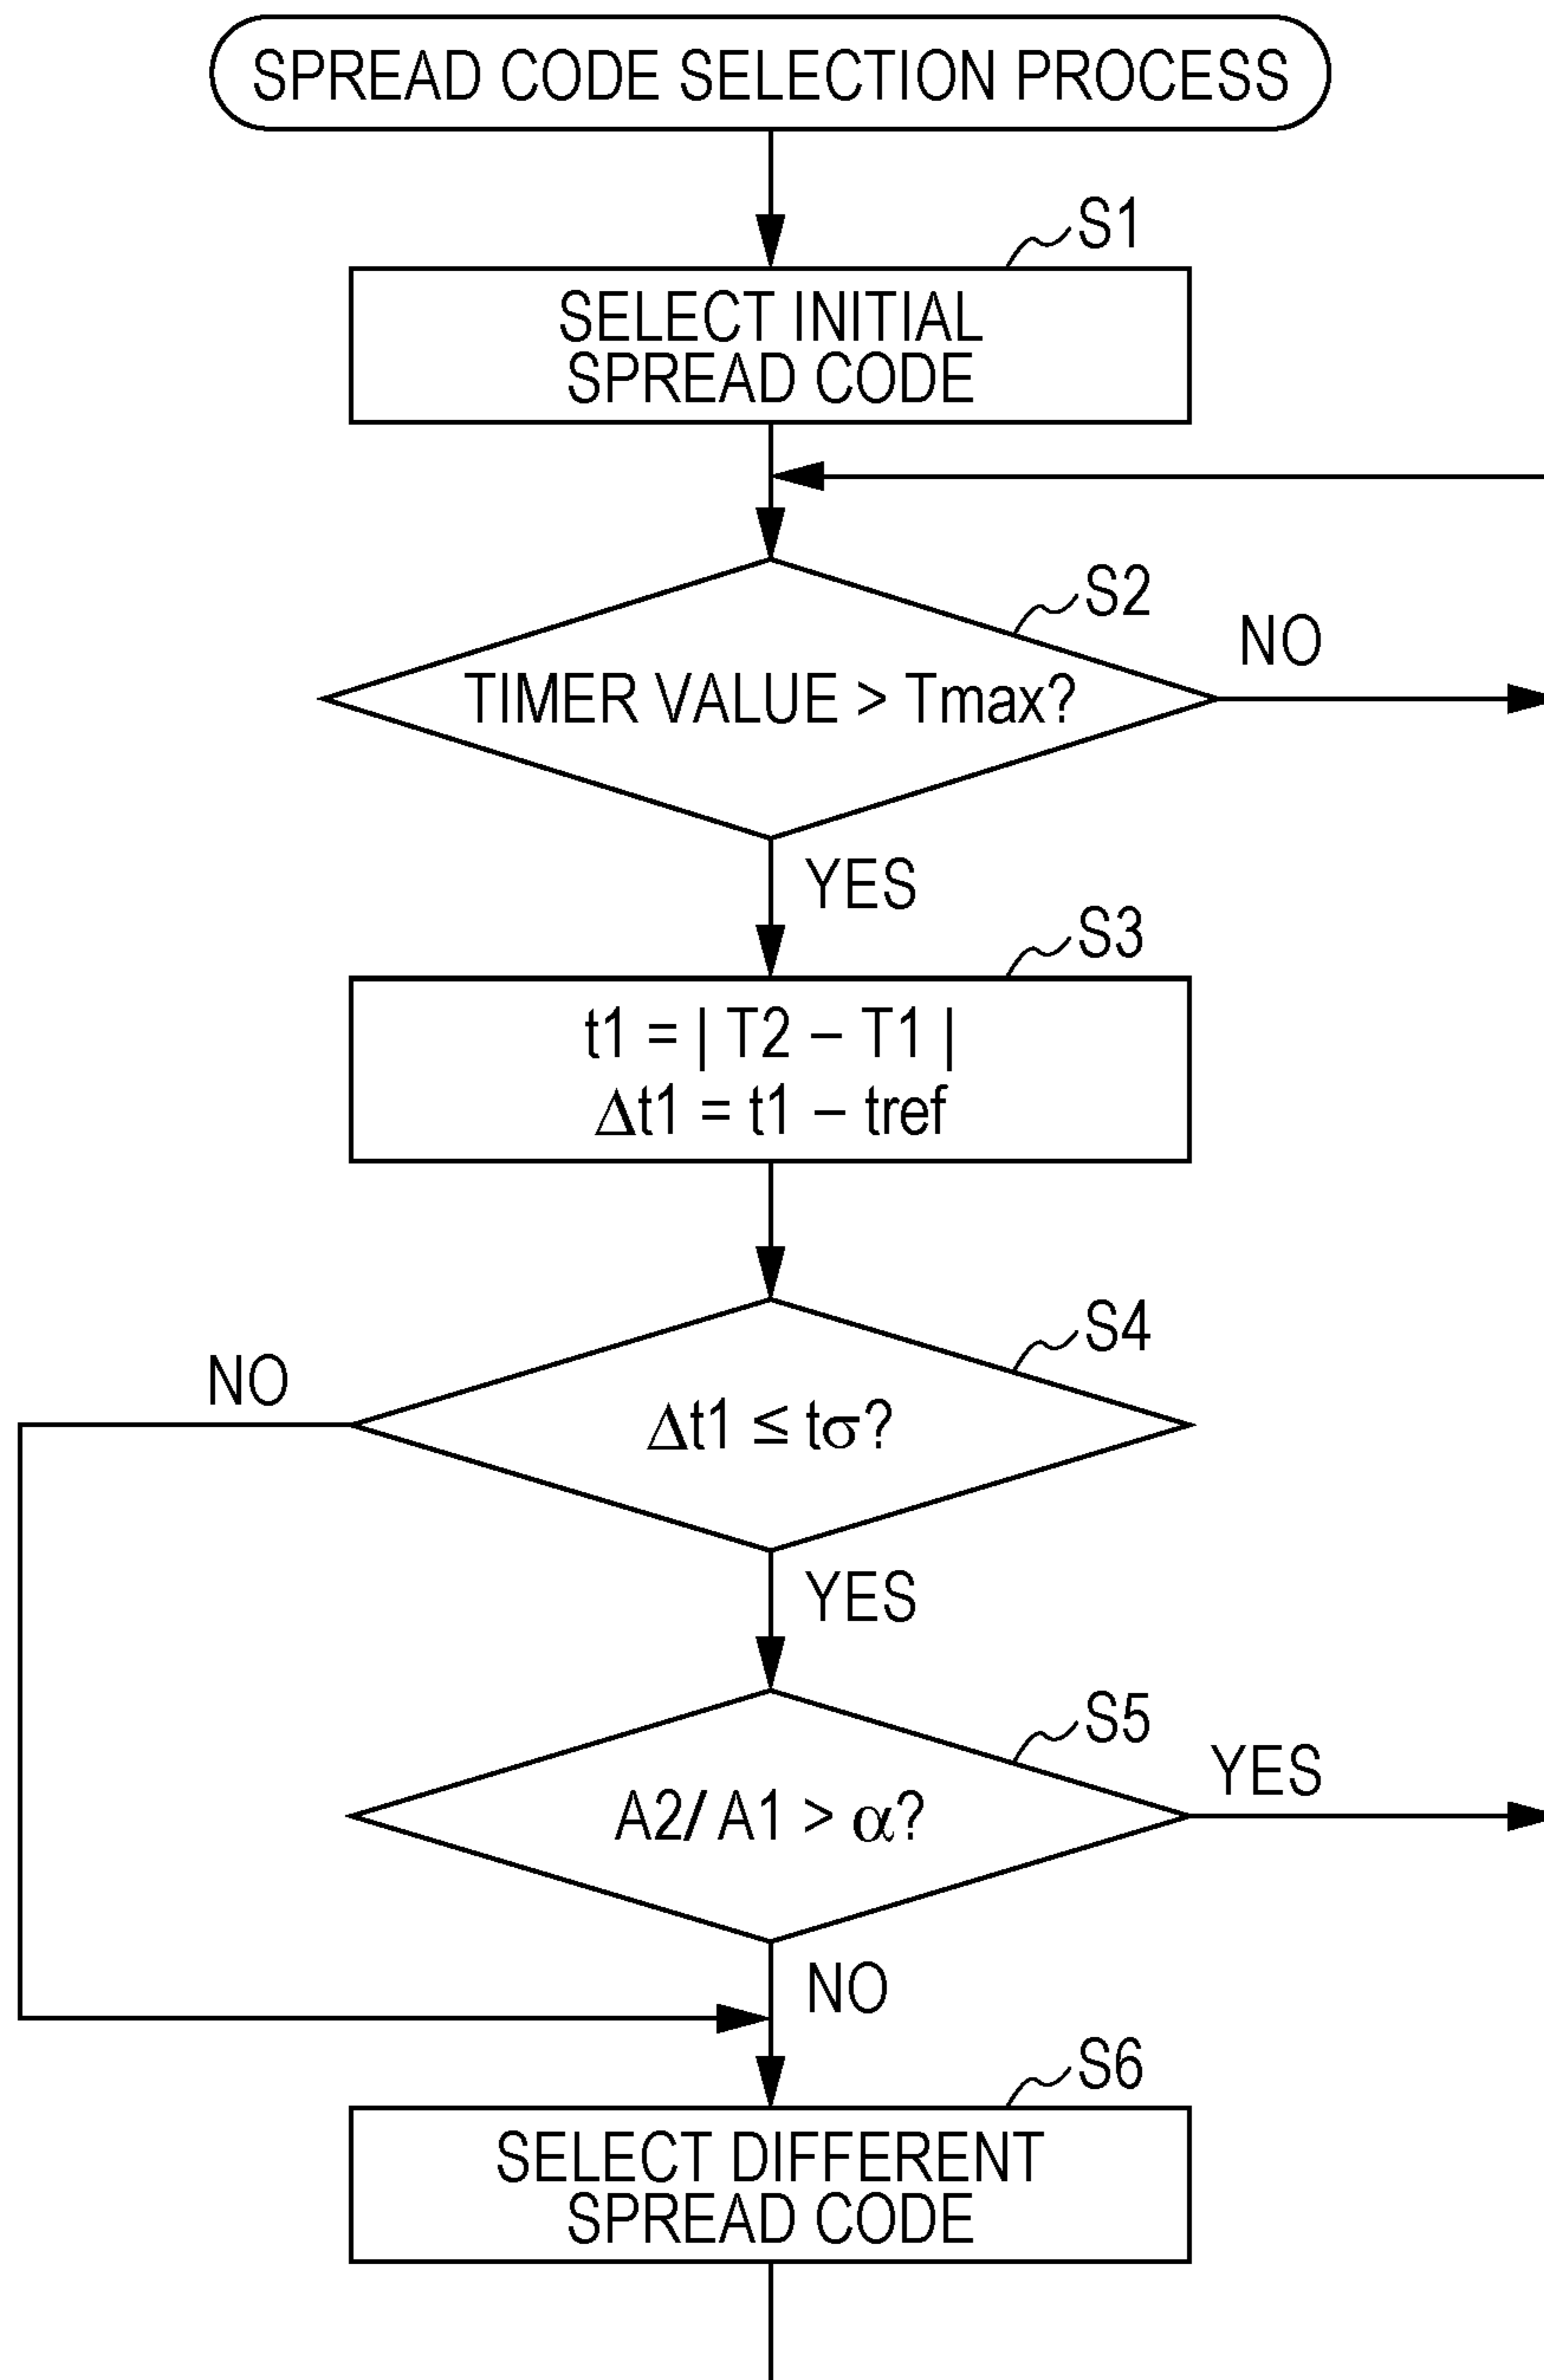 SPREAD CODE SELECTION PROCESS
S1
SELECT INITIAL
SPREAD CODE
S2
NO
TIMER VALUE > Tmax?
YES
S3
t1 = | T2 – T1 |
Δt1 = t1 – tref
S4
NO
Δt1 ≤ tσ?
YES
S5
YES
A2/ A1 > α?
NO
S6
SELECT DIFFERENT
SPREAD CODE